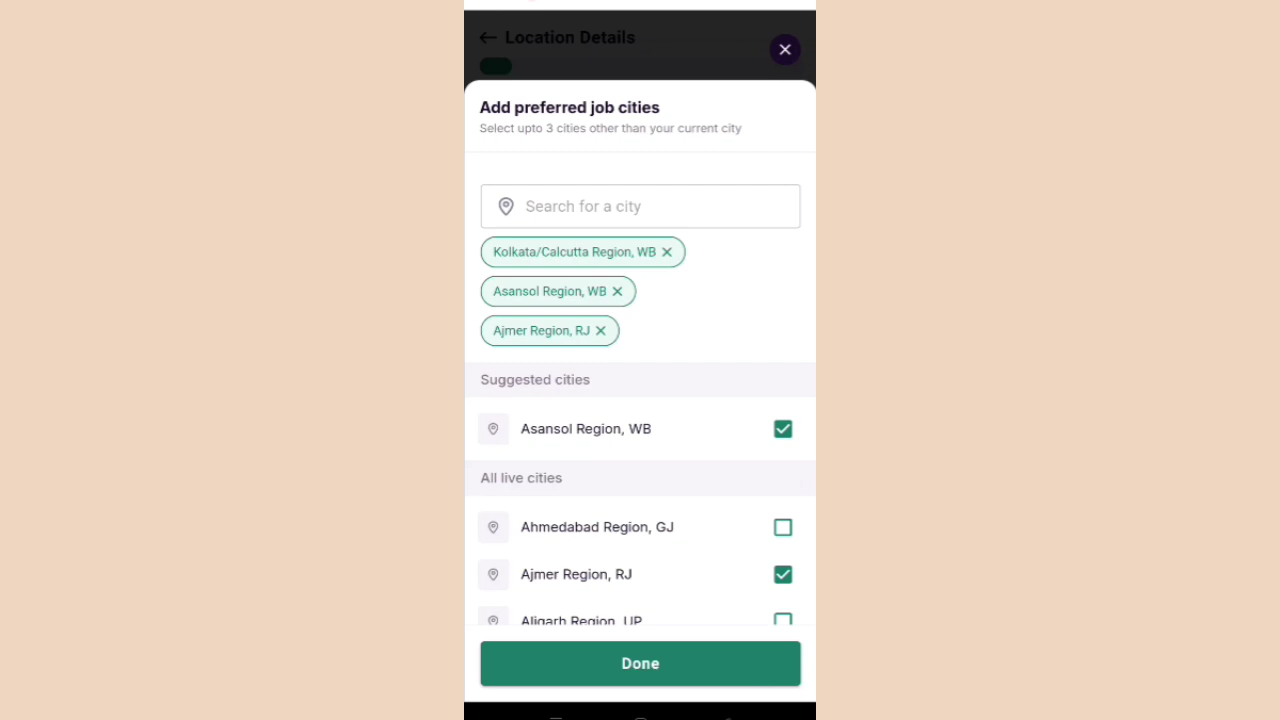 Location Details
Add preferred job cities
Select upto 3 cities other than your current city
Search for a city
Kolkata/Calcutta Region, WB
Asansol Region, WB
Ajmer Region, RJ
Suggested cities
Asansol Region, WB
All live cities
Ahmedabad Region, GJ
Ajmer Region, RJ
Aligarh Region, UP
Done